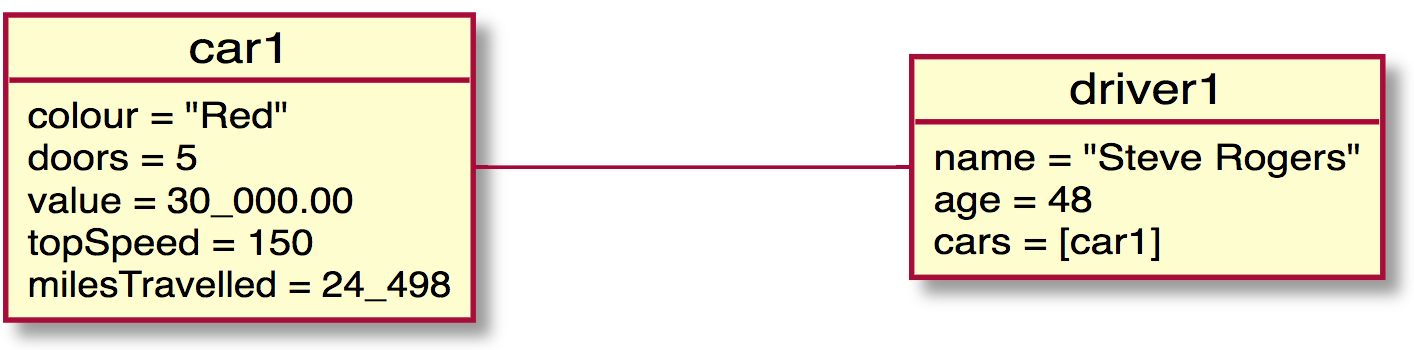 car1
colour = "Red"
doors = 5
value = 30_000.00
topSpeed = 150
milesTravelled = 24_498
driver1
name = "Steve Rogers"
age = 48
cars = [car1]